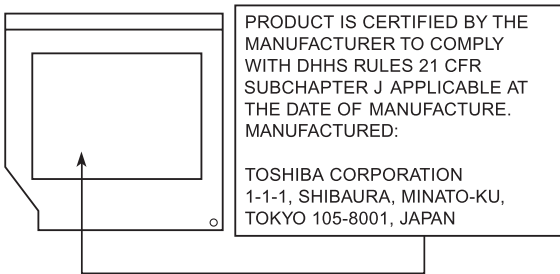 PRODUCT IS CERTIFIED BY THE
MANUFACTURER TO COMPLY
WITH DHHS RULES 21 CFR
SUBCHAPTER J APPLICABLE AT
THE DATE OF MANUFACTURE.
MANUFACTURED:
TOSHIBA CORPORATION
1-1-1, SHIBAURA, MINATO-KU,
TOKYO 105-8001, JAPAN